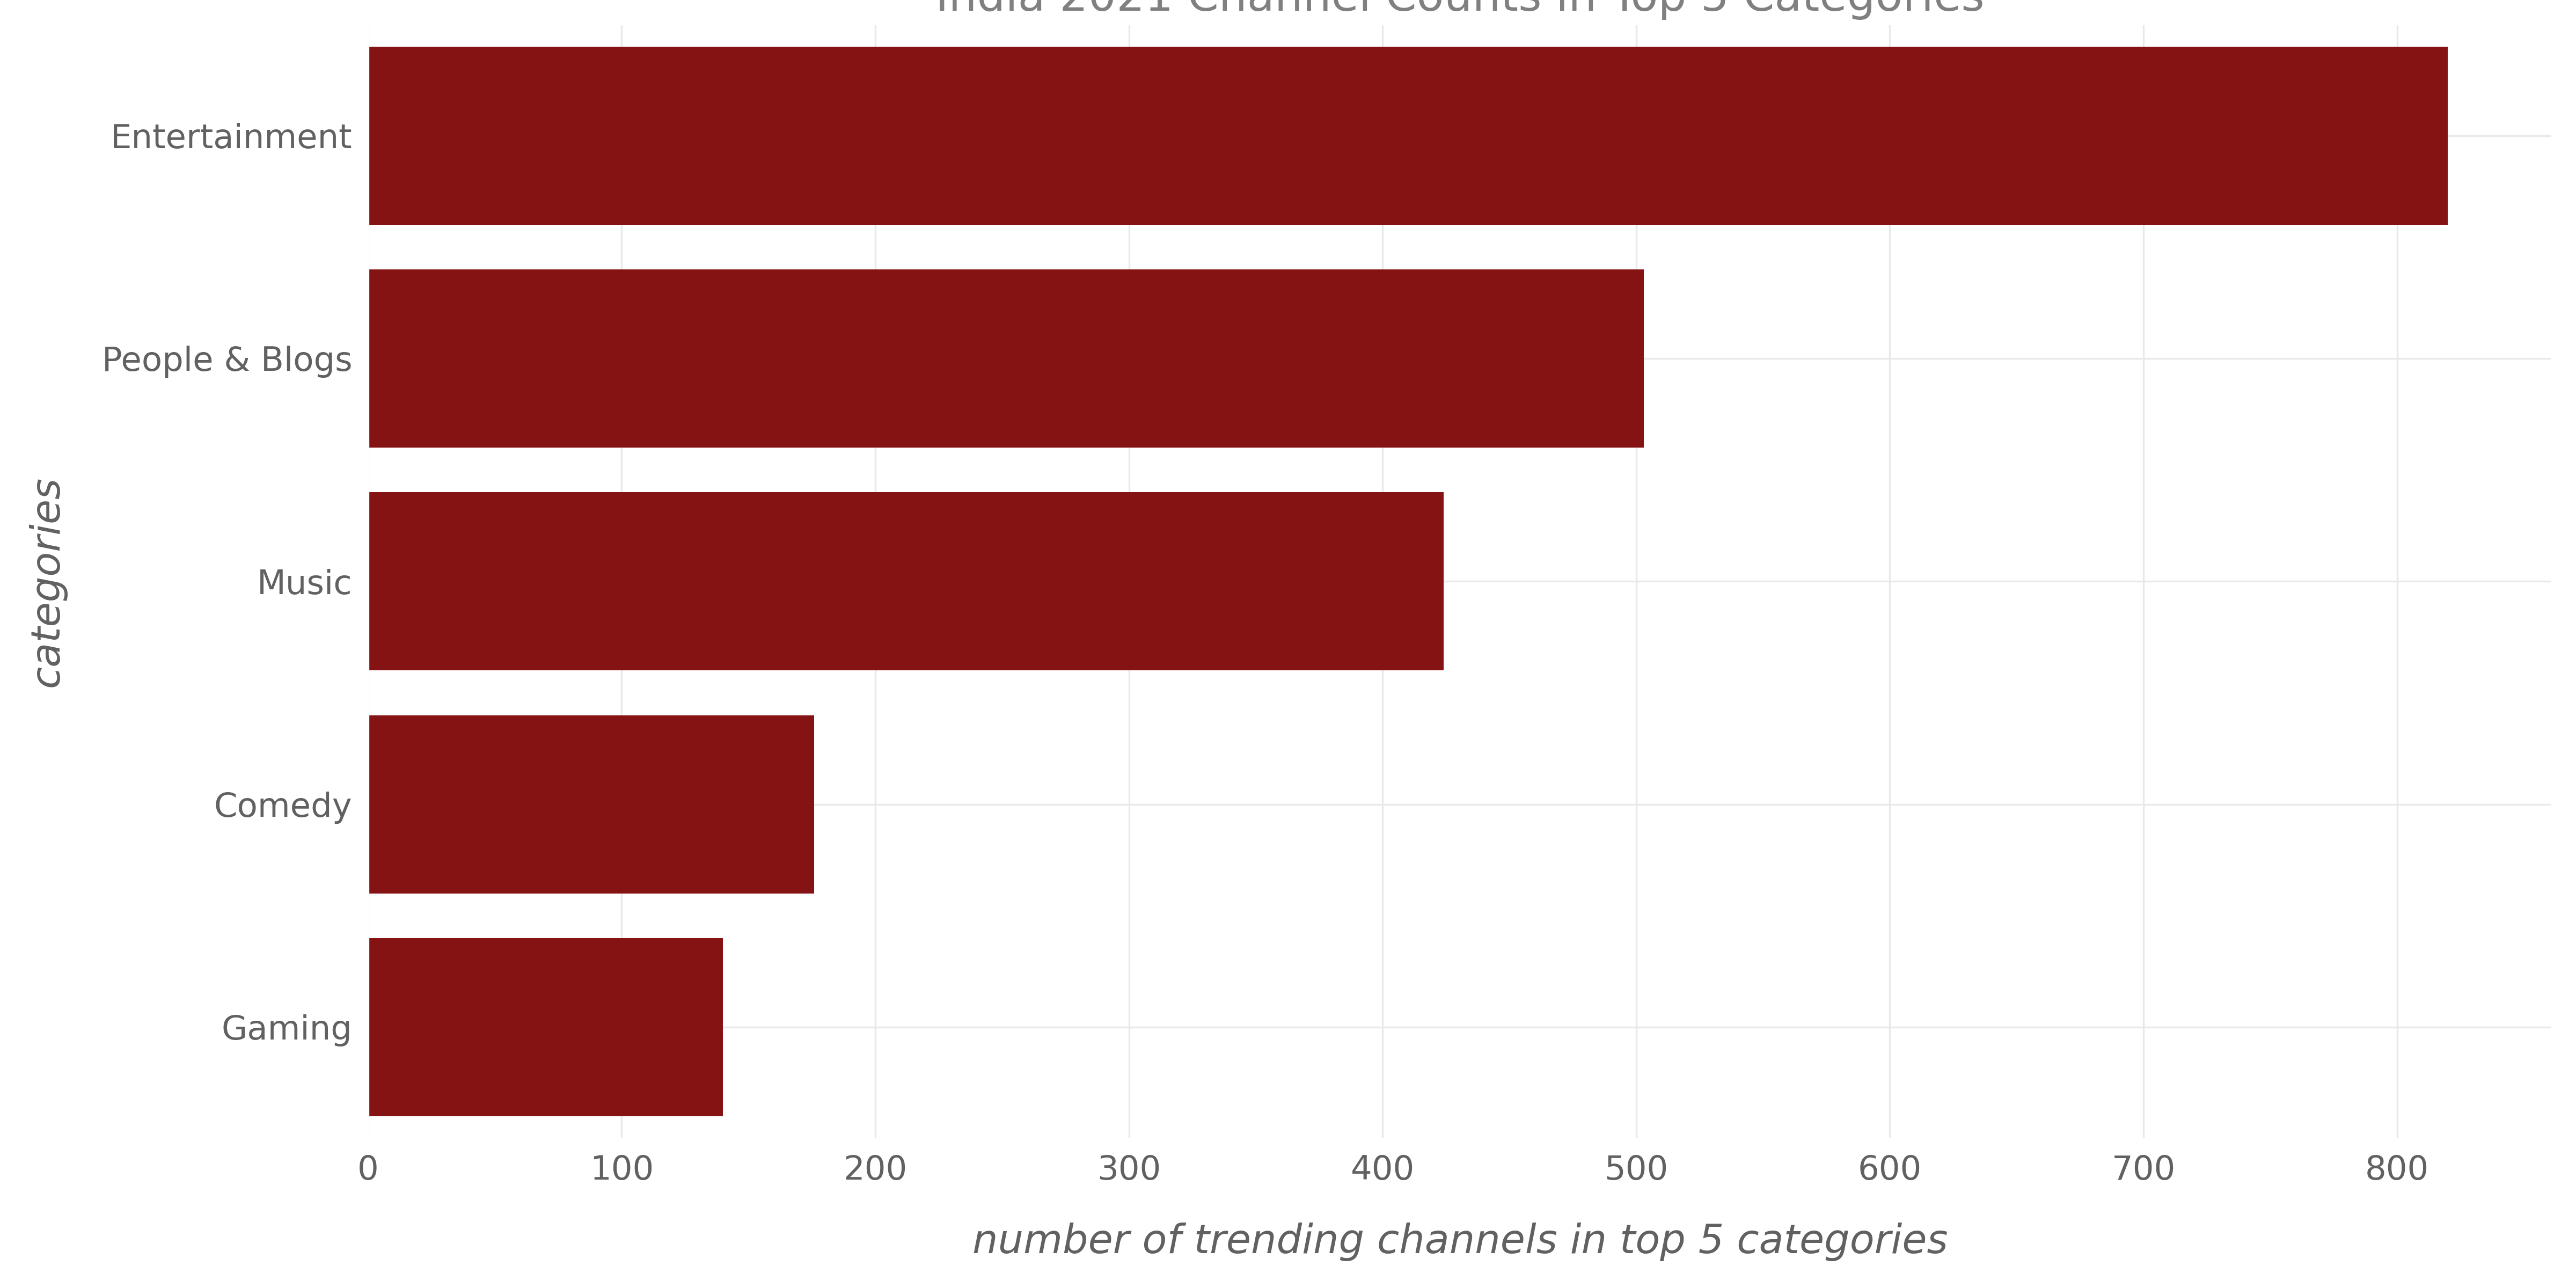 India 2021 Channel Counts in Top 5 Categories
Entertainment
People & Blogs
Music
Comedy
Gaming
categories
0 100 200 300 400 500 600 700 800
number of trending channels in top 5 categories